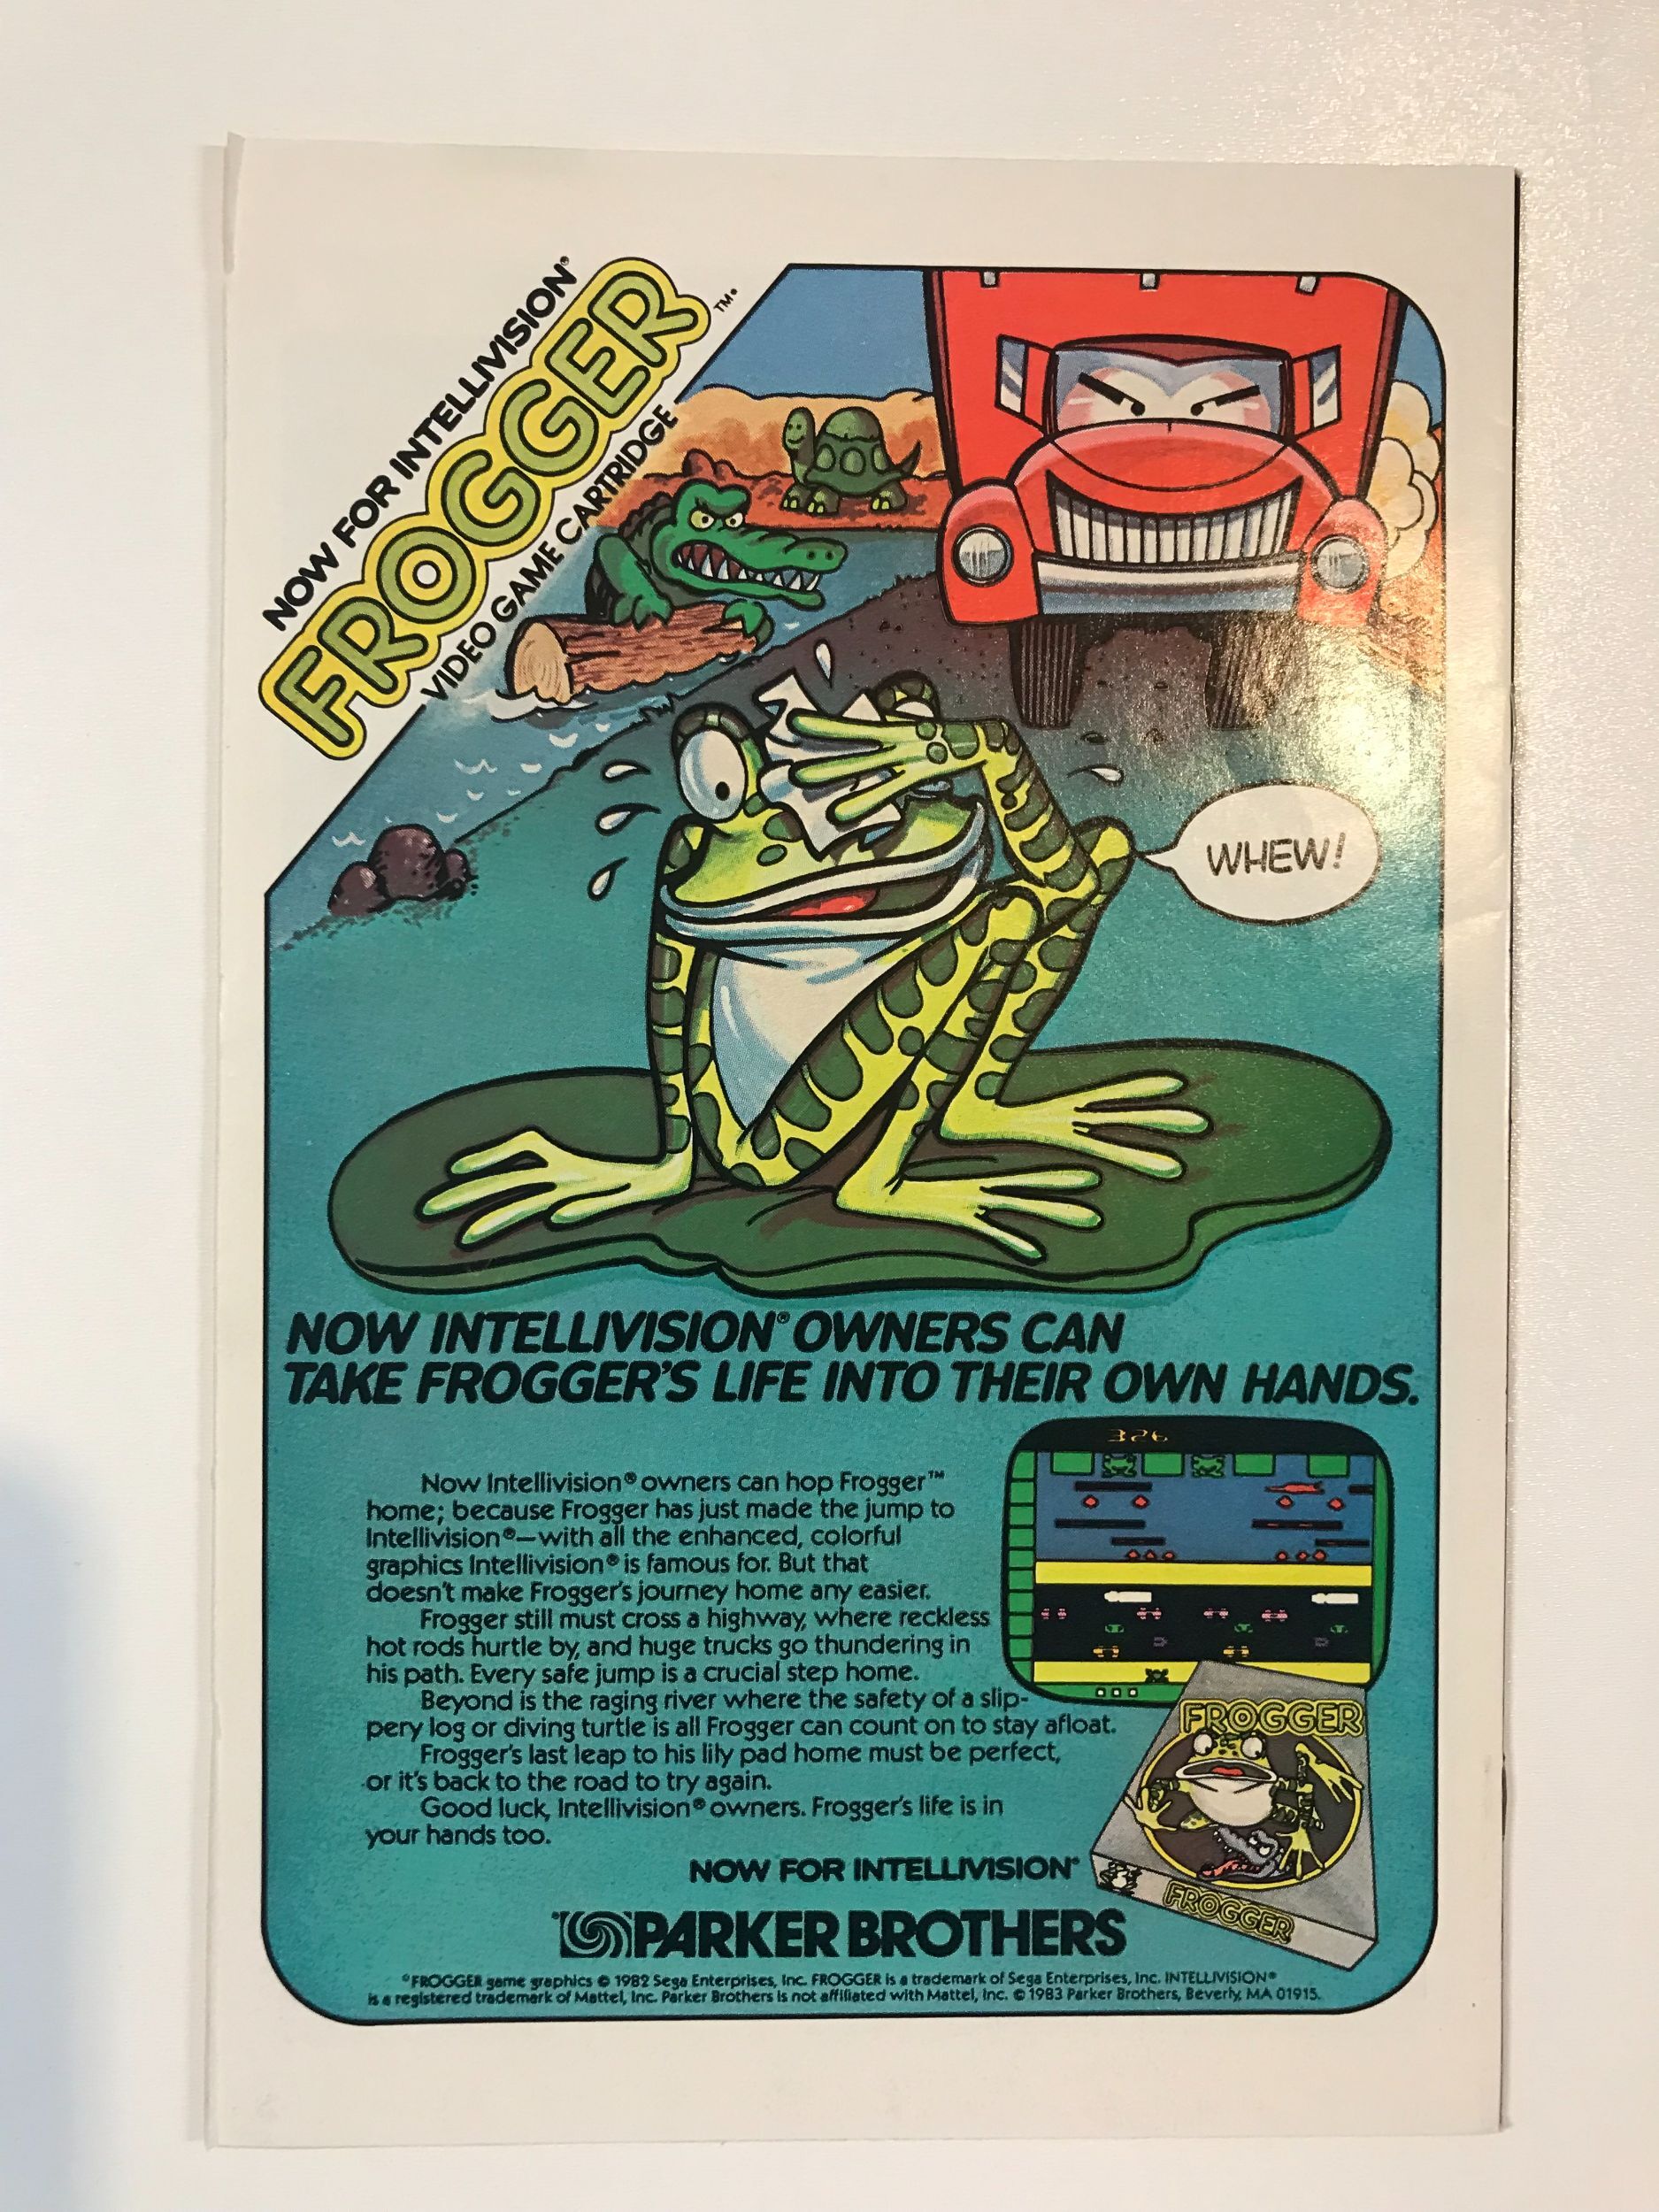 NOW FOR INTELLIVISION®
FROGGER™
VIDEO GAME CARTRIDGE
WHEW!
NOW INTELLIVISION® OWNERS CAN
TAKE FROGGER'S LIFE INTO THEIR OWN HANDS.
326
Now Intellivision® owners can hop Frogger™
home; because Frogger has just made the jump to
Intellivision®—with all the enhanced, colorful
graphics Intellivision® is famous for. But that
doesn't make Frogger's journey home any easier.
Frogger still must cross a highway, where reckless
hot rods hurtle by, and huge trucks go thundering in
his path. Every safe jump is a crucial step home.
Beyond is the raging river where the safety of a slip-
pery log or diving turtle is all Frogger can count on to stay afloat.
Frogger's last leap to his lily pad home must be perfect,
or it's back to the road to try again.
Good luck, Intellivision® owners. Frogger's life is in
your hands too.
FROGGER
FROGGER
NOW FOR INTELLIVISION®
PARKER BROTHERS
®FROGGER game graphics © 1982 Sega Enterprises, Inc. FROGGER is a trademark of Sega Enterprises, Inc. INTELLIVISION®
is a registered trademark of Mattel, Inc. Parker Brothers is not affiliated with Mattel, Inc. © 1983 Parker Brothers, Beverly, MA 01915.